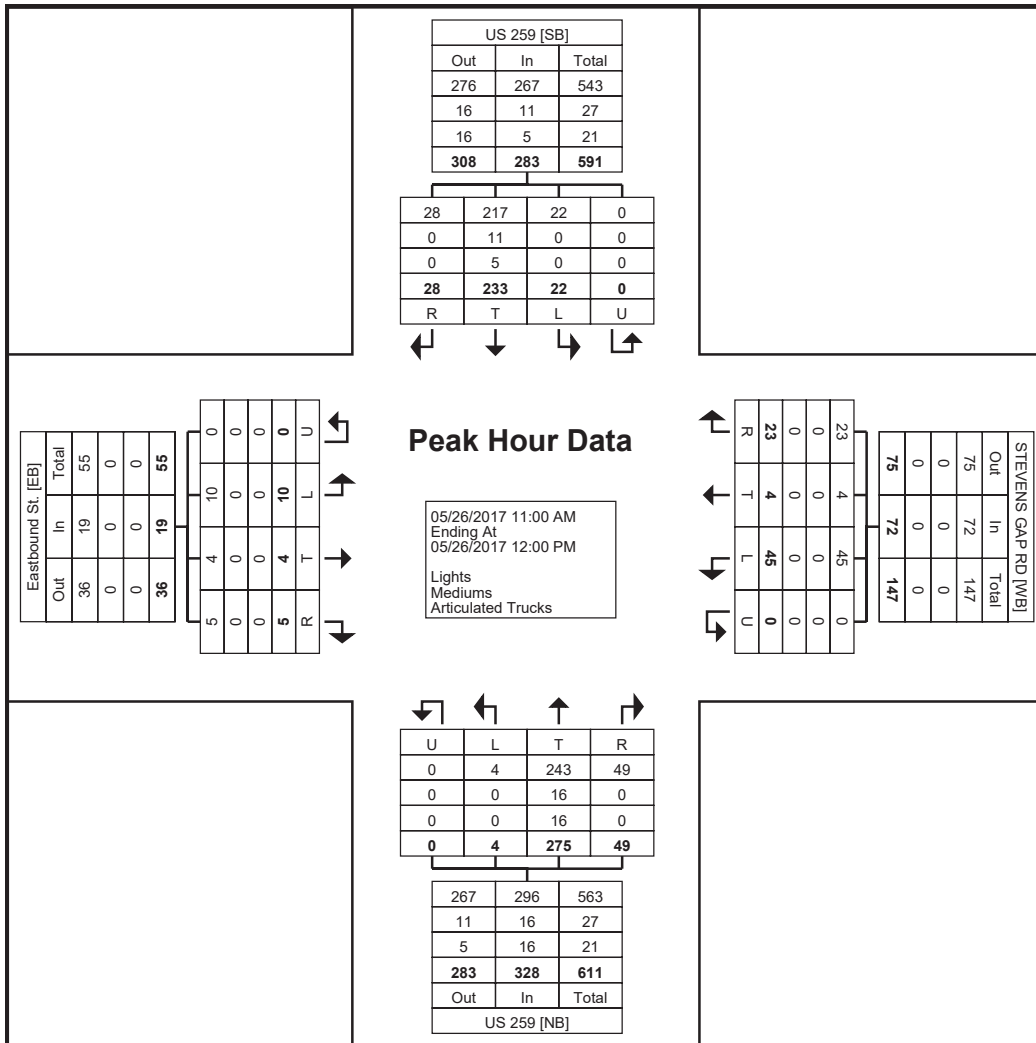 US 259 [SB]
Out In Total
276 267 543
16 11 27
16 5 21
308 283 591
28 217 22 0
0 11 0 0
0 5 0 0
28 233 22 0
R T L U
Eastbound St. [EB]
Total In Out
55 19 36
0 0 0
0 0 0
55 19 36
0 10 4 5
0 0 0 0
0 0 0 0
0 10 4 5
U L T R
Peak Hour Data
05/26/2017 11:00 AM
Ending At
05/26/2017 12:00 PM
Lights
Mediums
Articulated Trucks
R T L U
23 4 45 0
0 0 0 0
0 0 0 0
23 4 45 0
STEVENS GAP RD [WB]
Out In Total
75 72 147
0 0 0
0 0 0
75 72 147
U L T R
0 4 243 49
0 0 16 0
0 0 16 0
0 4 275 49
267 296 563
11 16 27
5 16 21
283 328 611
Out In Total
US 259 [NB]